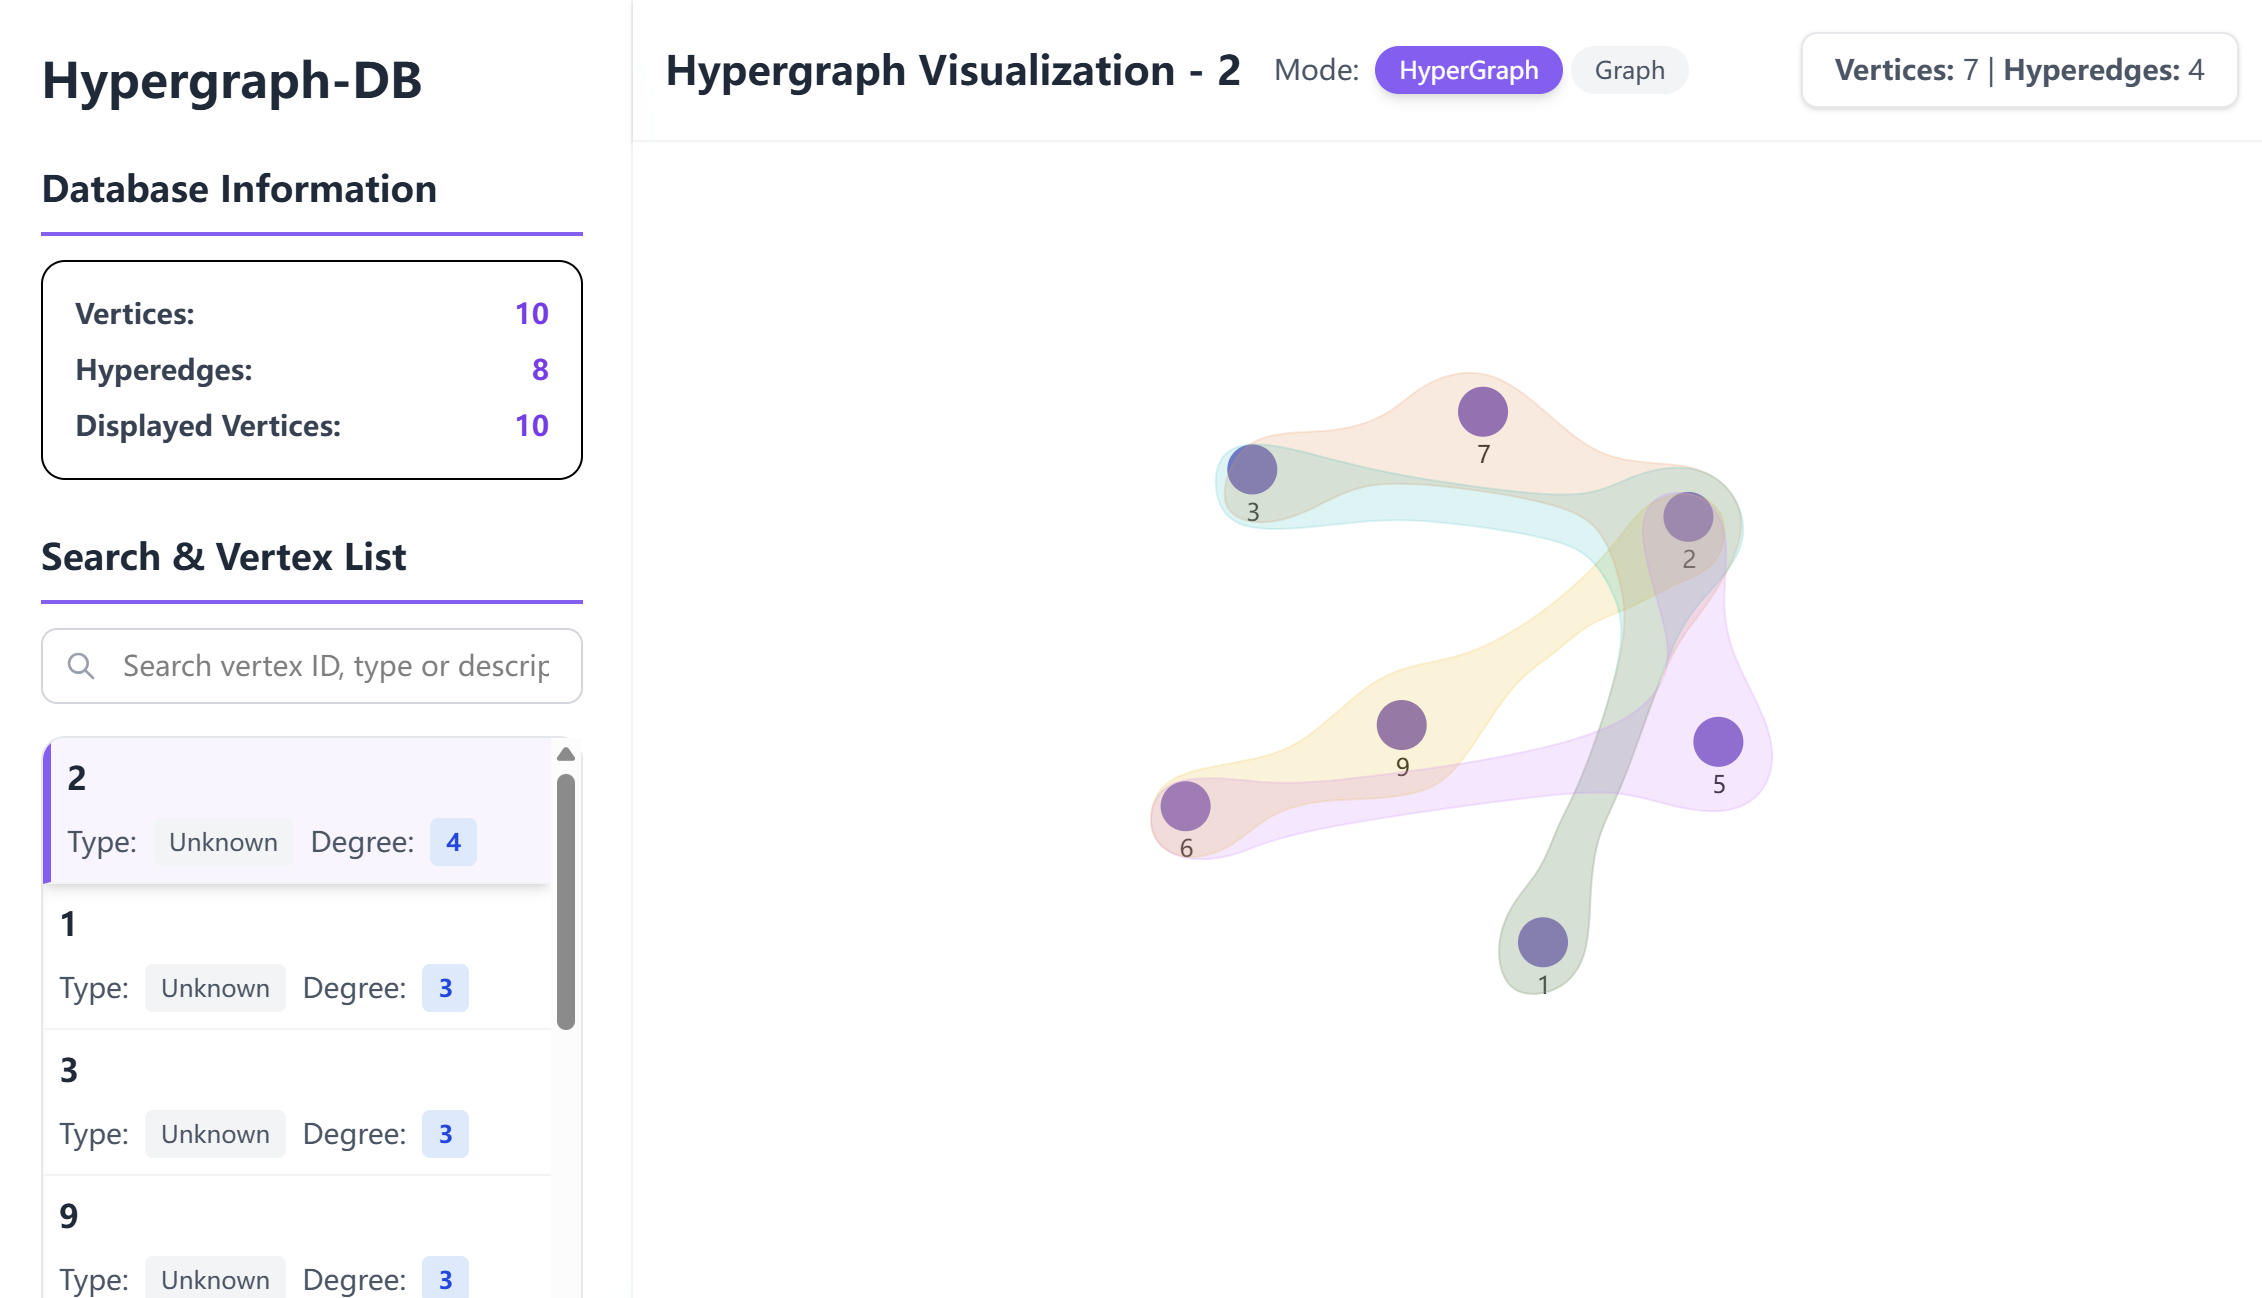 Hypergraph-DB
Database Information
Vertices: 10
Hyperedges: 8
Displayed Vertices: 10
Search & Vertex List
Search vertex ID, type or descrip
2
Type: Unknown Degree: 4
1
Type: Unknown Degree: 3
3
Type: Unknown Degree: 3
9
Type: Unknown Degree: 3
Hypergraph Visualization - 2 Mode: HyperGraph Graph Vertices: 7 | Hyperedges: 4
7
3
2
9
5
6
1